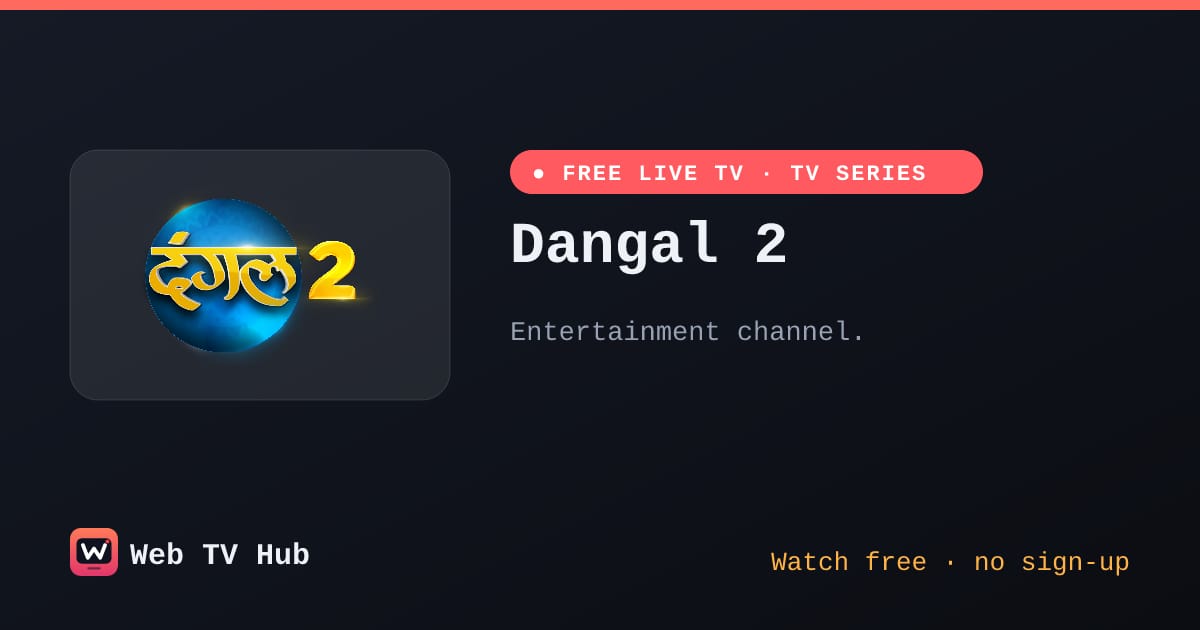 दंगल 2
● FREE LIVE TV · TV SERIES
Dangal 2
Entertainment channel.
W Web TV Hub
Watch free · no sign-up